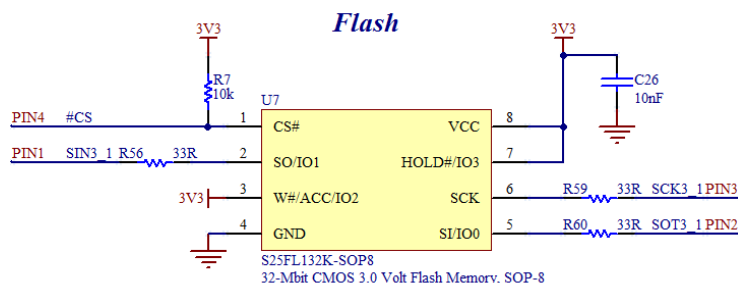 Flash
3V3
3V3
R7
10k
C26
10nF
U7
PIN4 #CS 1 CS# VCC 8
PIN1 SIN3_1 R56 33R 2 SO/IO1 HOLD#/IO3 7
3V3 3 W#/ACC/IO2 SCK 6 R59 33R SCK3_1 PIN3
4 GND SI/IO0 5 R60 33R SOT3_1 PIN2
S25FL132K-SOP8
32-Mbit CMOS 3.0 Volt Flash Memory, SOP-8